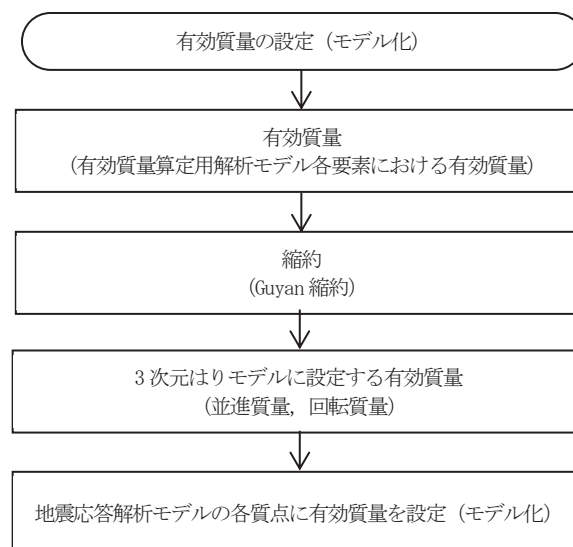 有効質量の設定（モデル化）
有効質量
(有効質量算定用解析モデル各要素における有効質量)
縮約
(Guyan 縮約)
3 次元はりモデルに設定する有効質量
(並進質量，回転質量)
地震応答解析モデルの各質点に有効質量を設定（モデル化）